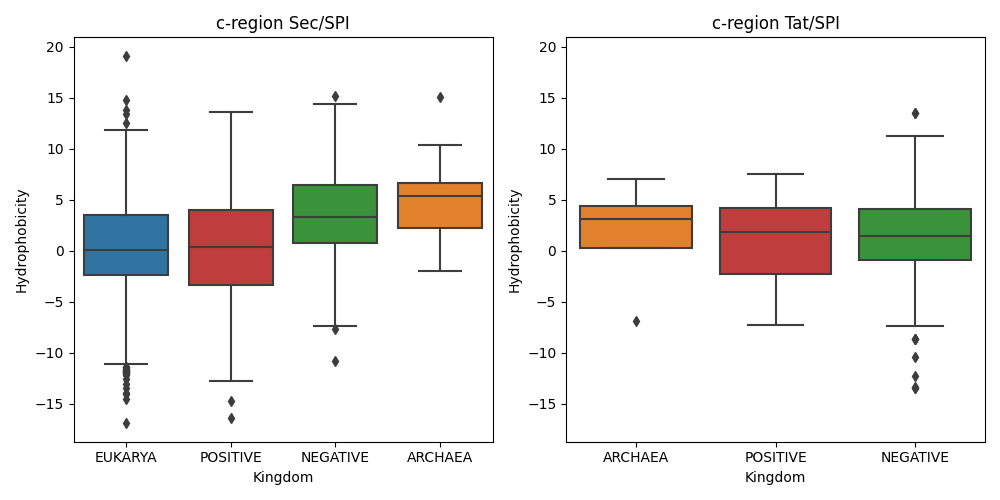 c-region Sec/SPI
Hydrophobicity
20
15
10
5
0
−5
−10
−15
EUKARYA POSITIVE NEGATIVE ARCHAEA
Kingdom
c-region Tat/SPI
Hydrophobicity
20
15
10
5
0
−5
−10
−15
ARCHAEA POSITIVE NEGATIVE
Kingdom